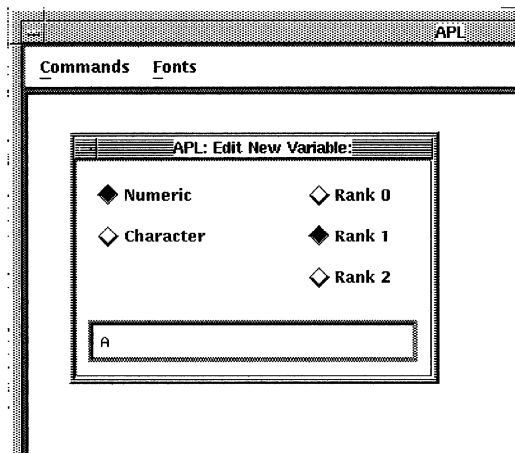 APL
Commands Fonts
APL: Edit New Variable:
Numeric Rank 0
Character Rank 1
Rank 2
A